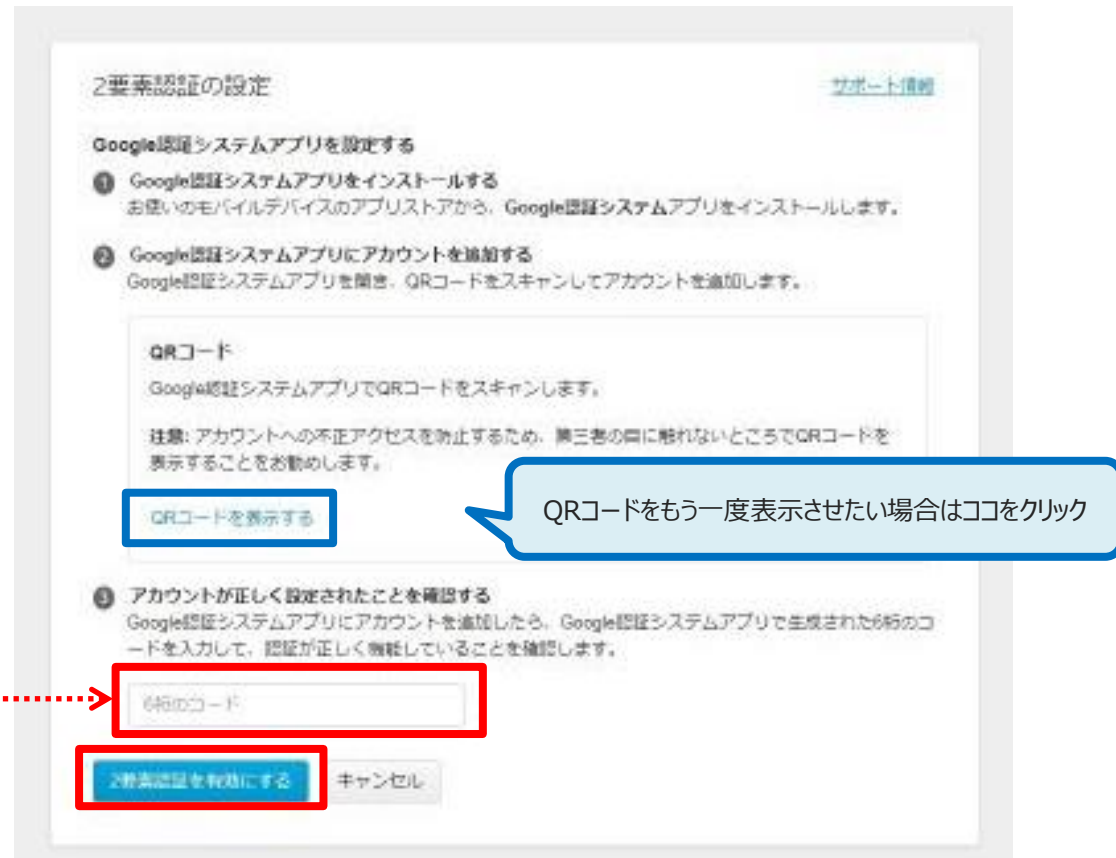 2要素認証の設定
サポート情報
Google認証システムアプリを設定する
1 Google認証システムアプリをインストールする
お使いのモバイルデバイスのアプリストアから、Google認証システムアプリをインストールします。
2 Google認証システムアプリにアカウントを追加する
Google認証システムアプリを開き、QRコードをスキャンしてアカウントを追加します。
QRコード
Google認証システムアプリでQRコードをスキャンします。
注意: アカウントへの不正アクセスを防止するため、第三者の目に触れないところでQRコードを
表示することをお勧めします。
QRコードを表示する
QRコードをもう一度表示させたい場合はココをクリック
3 アカウントが正しく設定されたことを確認する
Google認証システムアプリにアカウントを追加したら、Google認証システムアプリで生成された6桁のコ
ードを入力して、認証が正しく機能していることを確認します。
6桁のコード
2要素認証を有効にする
キャンセル